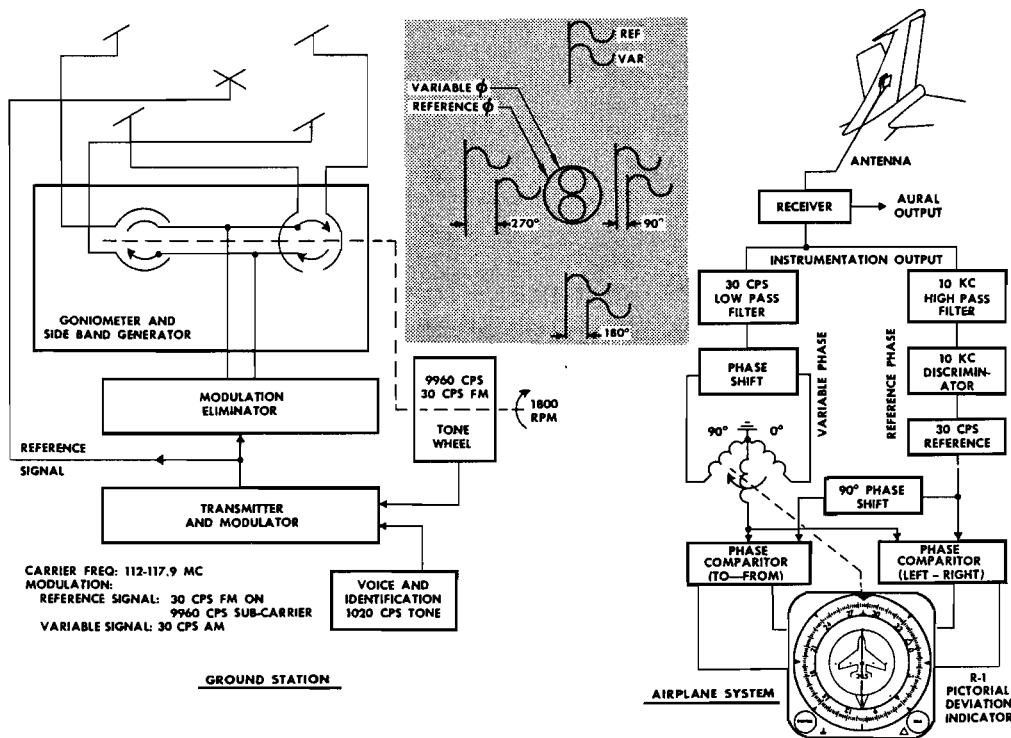 REF
VAR
VARIABLE ϕ
REFERENCE ϕ
270°
90°
180°
GONIOMETER AND
SIDE BAND GENERATOR
MODULATION
ELIMINATOR
REFERENCE
SIGNAL
TRANSMITTER
AND MODULATOR
9960 CPS
30 CPS FM
TONE
WHEEL
1800
RPM
VOICE AND
IDENTIFICATION
1020 CPS TONE
CARRIER FREQ: 112-117.9 MC
MODULATION:
REFERENCE SIGNAL: 30 CPS FM ON
9960 CPS SUB-CARRIER
VARIABLE SIGNAL: 30 CPS AM
GROUND STATION
ANTENNA
RECEIVER
AURAL
OUTPUT
INSTRUMENTATION OUTPUT
30 CPS
LOW PASS
FILTER
10 KC
HIGH PASS
FILTER
PHASE
SHIFT
VARIABLE PHASE
REFERENCE PHASE
10 KC
DISCRIMIN-
ATOR
30 CPS
REFERENCE
90°
0°
90° PHASE
SHIFT
PHASE
COMPARITOR
(TO—FROM)
PHASE
COMPARITOR
(LEFT - RIGHT)
AIRPLANE SYSTEM
R-1
PICTORIAL
DEVIATION
INDICATOR